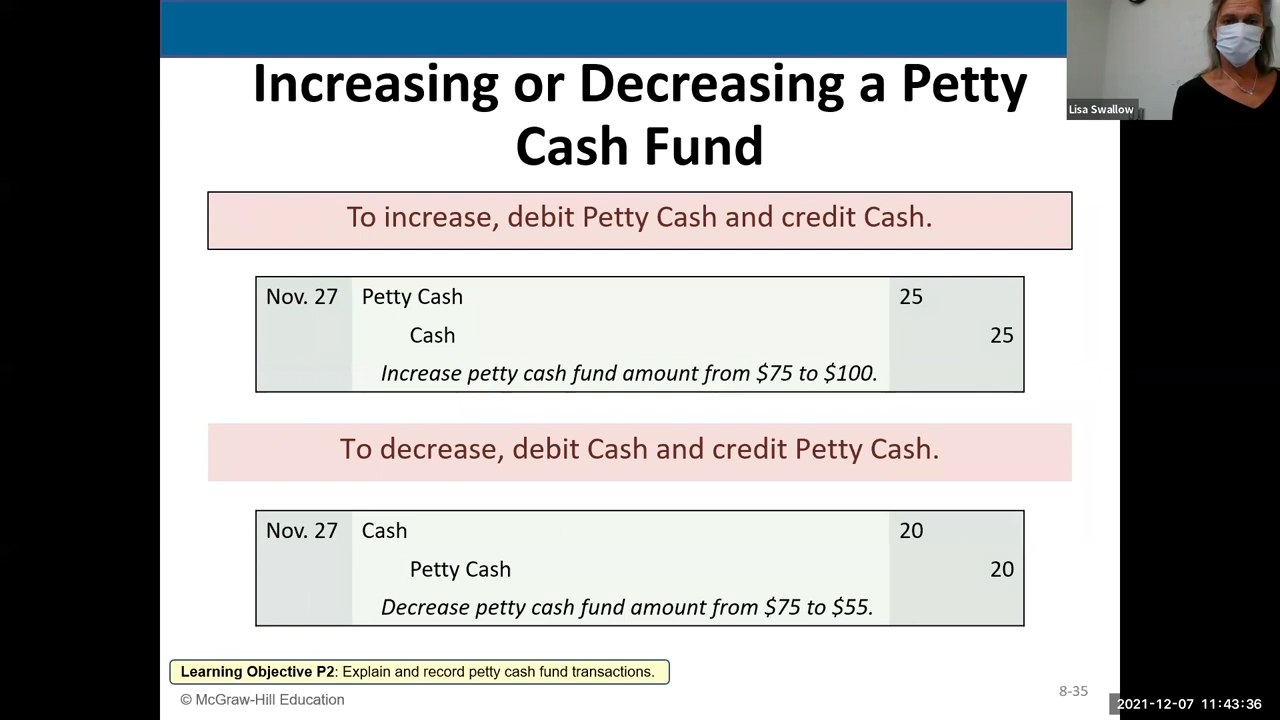 Increasing or Decreasing a Petty
Cash Fund
Lisa Swallow
To increase, debit Petty Cash and credit Cash.
Nov. 27 Petty Cash 25
Cash 25
Increase petty cash fund amount from $75 to $100.
To decrease, debit Cash and credit Petty Cash.
Nov. 27 Cash 20
Petty Cash 20
Decrease petty cash fund amount from $75 to $55.
Learning Objective P2: Explain and record petty cash fund transactions.
© McGraw-Hill Education
8-35
2021-12-07 11:43:36